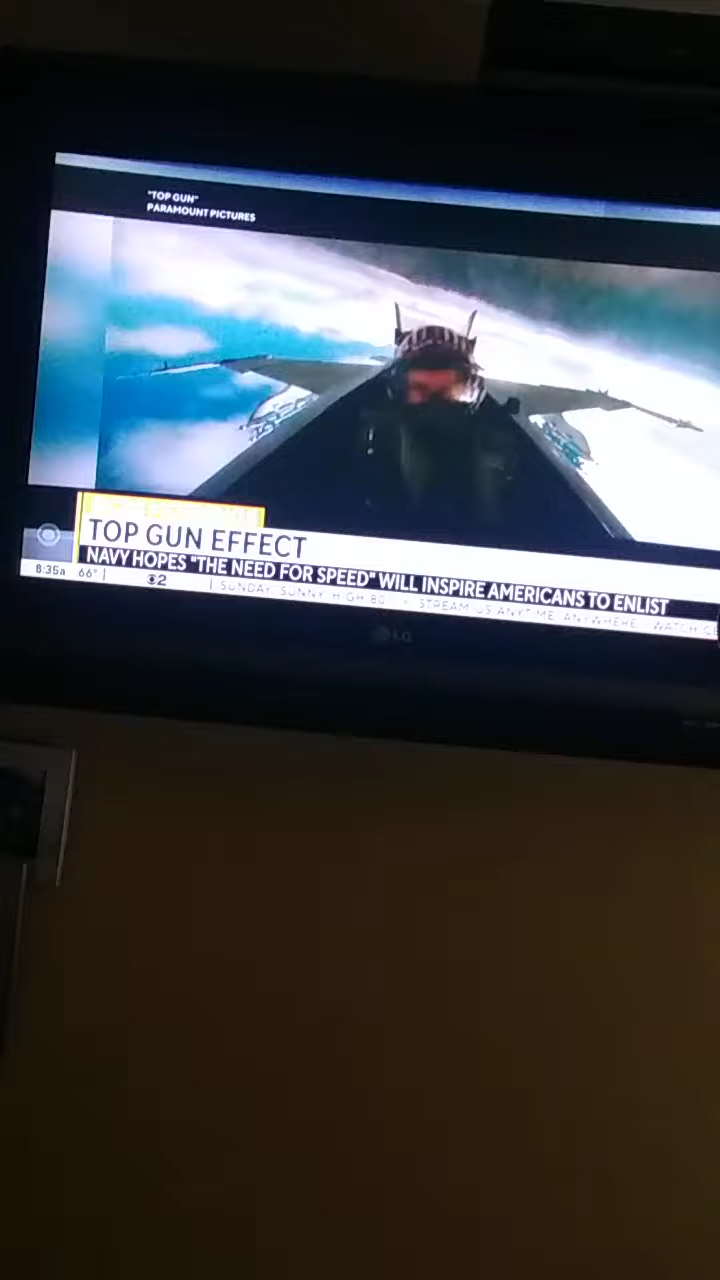 "TOP GUN"
PARAMOUNT PICTURES
TOP GUN EFFECT
NAVY HOPES "THE NEED FOR SPEED" WILL INSPIRE AMERICANS TO ENLIST
8:35a 66° 2 SUNDAY: SUNNY, HIGH 80 STREAM US ANYTIME, ANYWHERE WATCH
LG